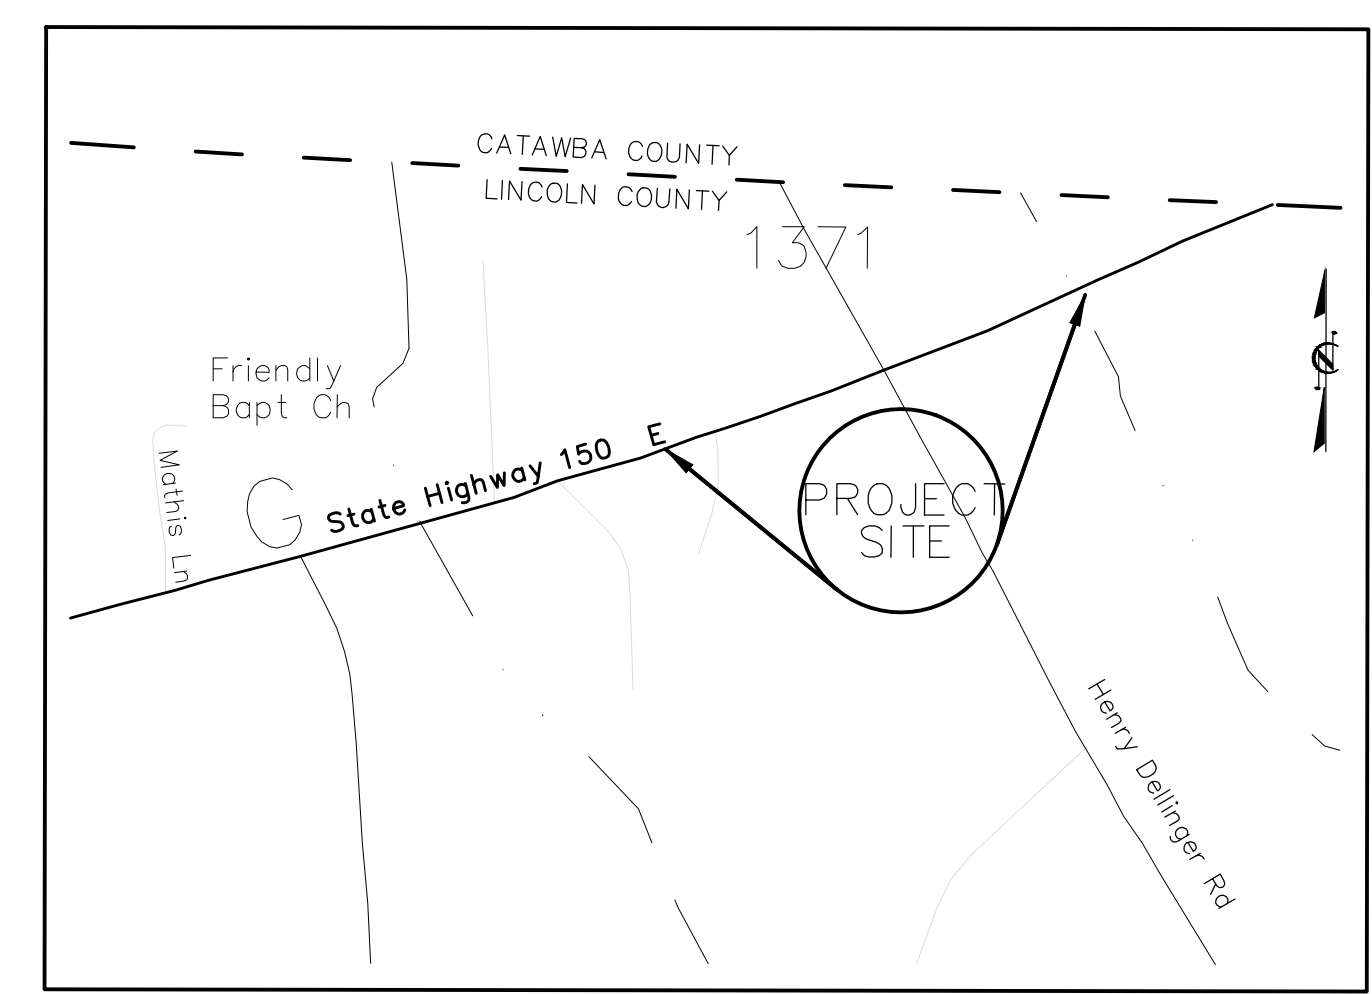 CATAWBA COUNTY
LINCOLN COUNTY
1371
Friendly
Bapt Ch
Mathis Ln
G
State Highway 150 E
PROJECT
SITE
N
Henry Dellinger Rd